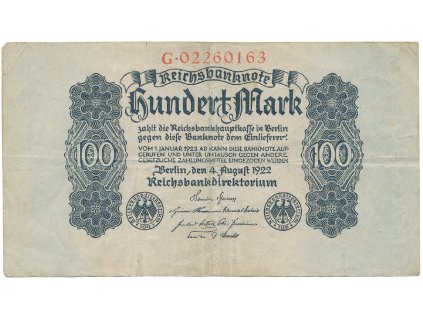 G·02260163
Reichsbanknote
Hundert Mark
zahlt die Reichsbankhauptkasse in Berlin
gegen diese Banknote dem Einlieferer.
VOM 1. JANUAR 1923 AB KANN DIESE BANKNOTE AUF-
GERUFEN UND UNTER UMTAUSCH GEGEN ANDERE
GESETZLICHE ZAHLUNGSMITTEL EINGEZOGEN WERDEN
100 100
Berlin, den 4. August 1922
Reichsbankdirektorium